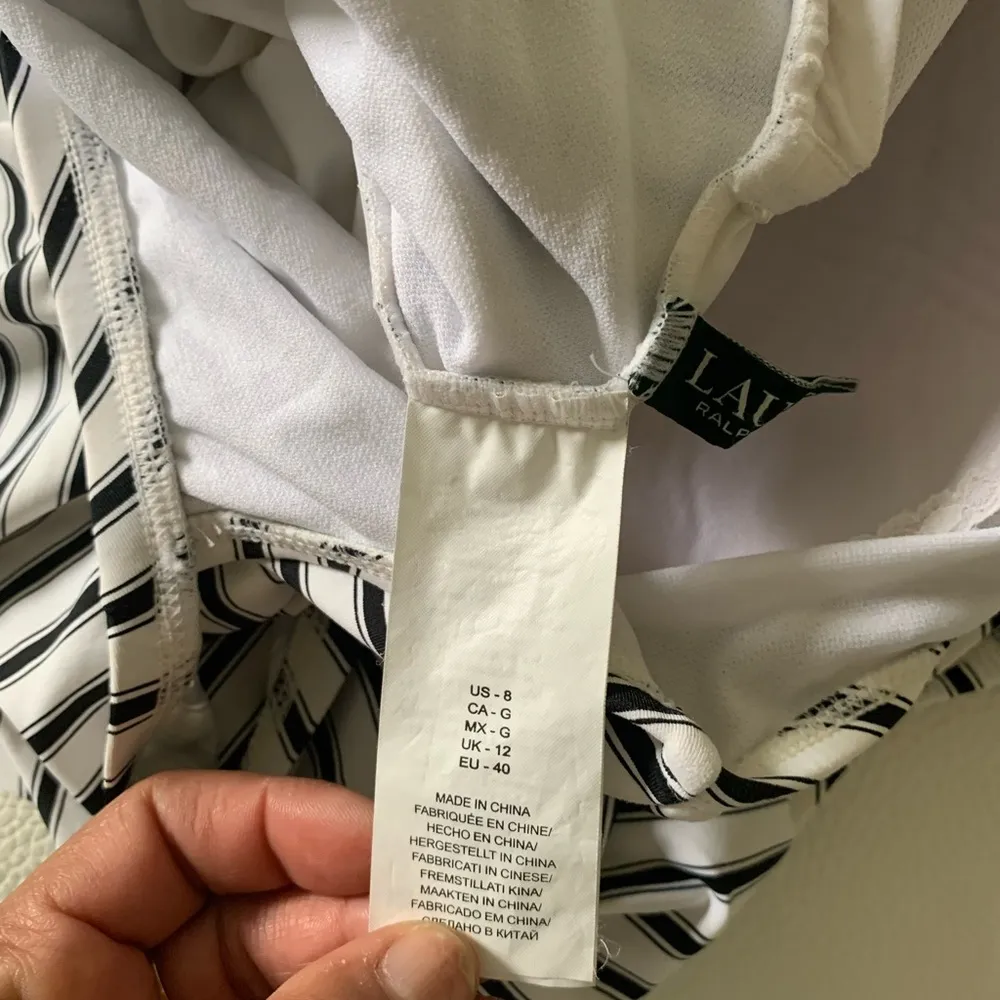 LAU
RALP
US - 8
CA - G
MX - G
UK - 12
EU - 40
MADE IN CHINA
FABRIQUÉE EN CHINE/
HECHO EN CHINA/
HERGESTELLT IN CHINA
FABBRICATI IN CINESE/
FREMSTILLATI KINA/
MAAKTEN IN CHINA/
FABRICADO EM CHINA/
СДЕЛАНО В КИТАЙ